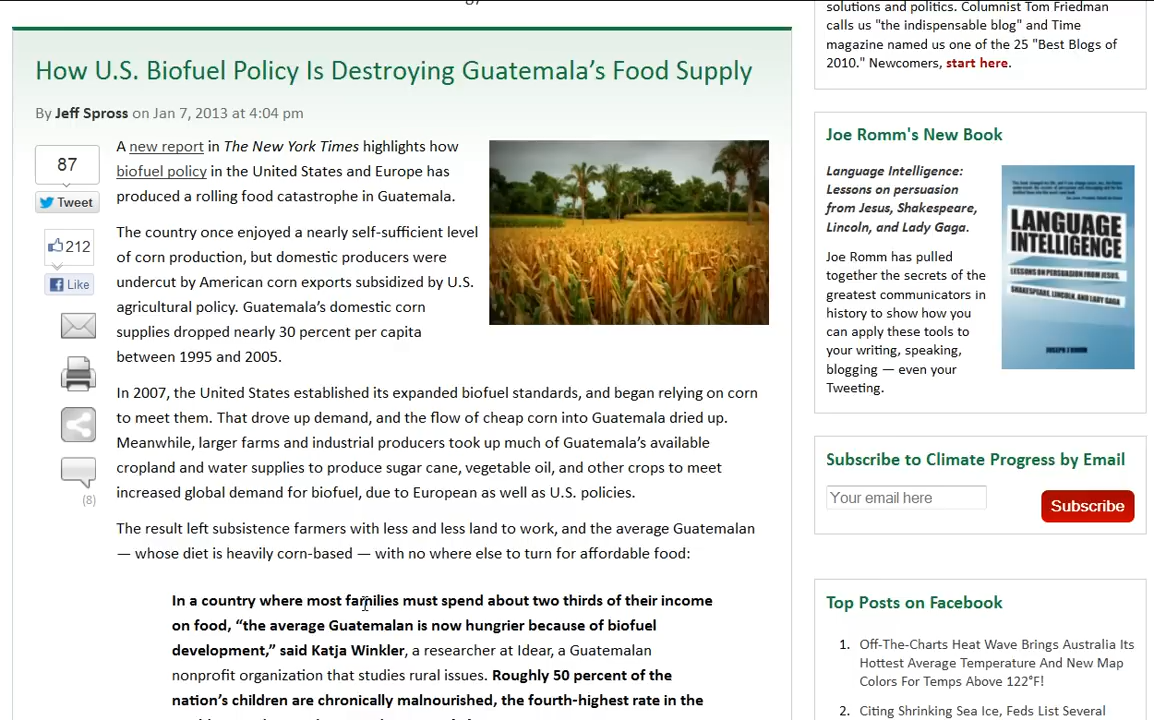 How U.S. Biofuel Policy Is Destroying Guatemala's Food Supply
By Jeff Spross on Jan 7, 2013 at 4:04 pm
87
Tweet
212
Like
(8)
A new report in The New York Times highlights how
biofuel policy in the United States and Europe has
produced a rolling food catastrophe in Guatemala.
The country once enjoyed a nearly self-sufficient level
of corn production, but domestic producers were
undercut by American corn exports subsidized by U.S.
agricultural policy. Guatemala's domestic corn
supplies dropped nearly 30 percent per capita
between 1995 and 2005.
In 2007, the United States established its expanded biofuel standards, and began relying on corn
to meet them. That drove up demand, and the flow of cheap corn into Guatemala dried up.
Meanwhile, larger farms and industrial producers took up much of Guatemala's available
cropland and water supplies to produce sugar cane, vegetable oil, and other crops to meet
increased global demand for biofuel, due to European as well as U.S. policies.
The result left subsistence farmers with less and less land to work, and the average Guatemalan
— whose diet is heavily corn-based — with no where else to turn for affordable food:
In a country where most families must spend about two thirds of their income
on food, "the average Guatemalan is now hungrier because of biofuel
development," said Katja Winkler, a researcher at Idear, a Guatemalan
nonprofit organization that studies rural issues. Roughly 50 percent of the
nation's children are chronically malnourished, the fourth-highest rate in the
solutions and politics. Columnist Tom Friedman
calls us "the indispensable blog" and Time
magazine named us one of the 25 "Best Blogs of
2010." Newcomers, start here.
Joe Romm's New Book
Language Intelligence:
Lessons on persuasion
from Jesus, Shakespeare,
Lincoln, and Lady Gaga.
Joe Romm has pulled
together the secrets of the
greatest communicators in
history to show how you
can apply these tools to
your writing, speaking,
blogging — even your
Tweeting.
LANGUAGE
INTELLIGENCE
LESSONS ON PERSUASION FROM JESUS,
SHAKESPEARE, LINCOLN, AND LADY GAGA
JOSEPH J ROMM
Subscribe to Climate Progress by Email
Your email here
Subscribe
Top Posts on Facebook
1. Off-The-Charts Heat Wave Brings Australia Its
Hottest Average Temperature And New Map
Colors For Temps Above 122°F!
2. Citing Shrinking Sea Ice, Feds List Several